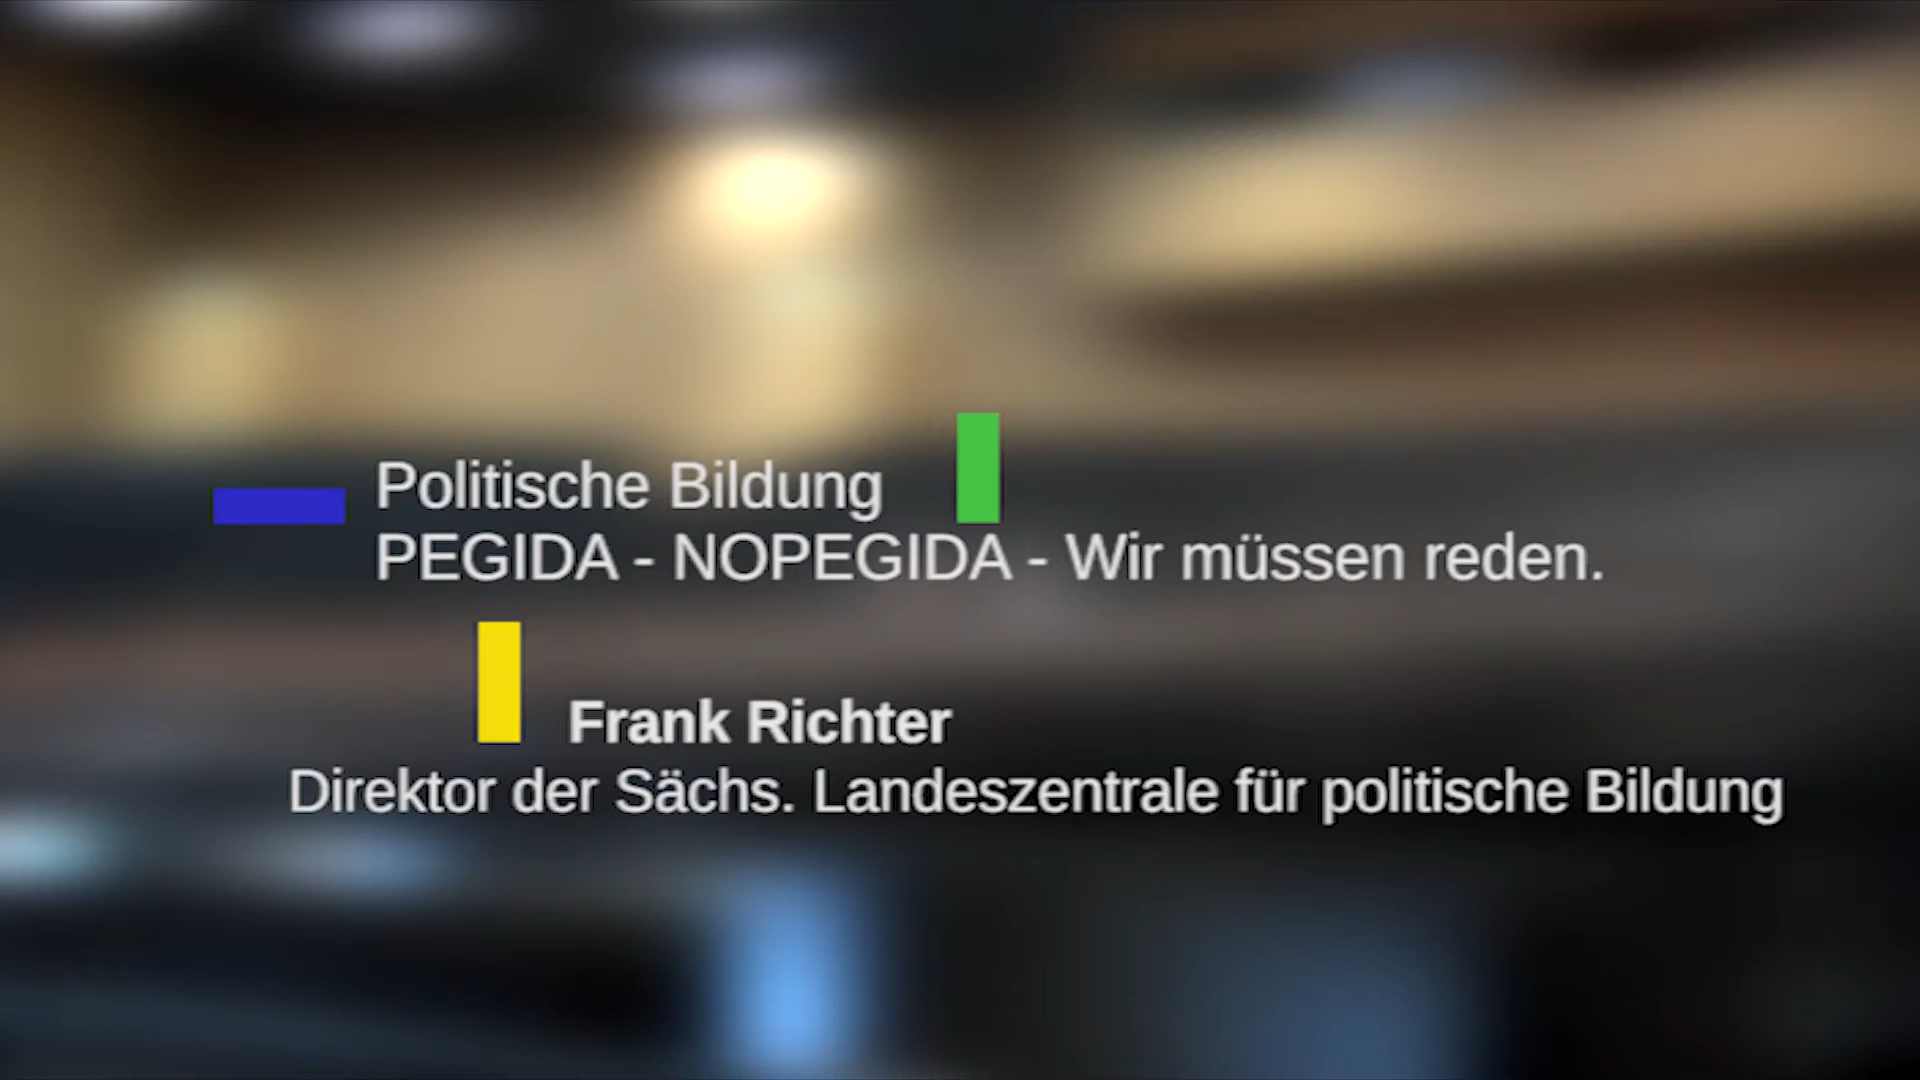 Politische Bildung
PEGIDA - NOPEGIDA - Wir müssen reden.
Frank Richter
Direktor der Sächs. Landeszentrale für politische Bildung